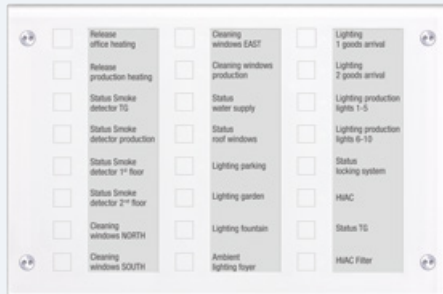 Release
office heating
Release
production heating
Status Smoke
detector TG
Status Smoke
detector production
Status Smoke
detector 1st floor
Status Smoke
detector 2nd floor
Cleaning
windows NORTH
Cleaning
windows SOUTH
Cleaning
windows EAST
Cleaning windows
production
Status
water supply
Status
roof windows
Lighting parking
Lighting garden
Lighting fountain
Ambient
lighting foyer
Lighting
1 goods arrival
Lighting
2 goods arrival
Lighting production
lights 1-5
Lighting production
lights 6-10
Status
locking system
HVAC
Status TG
HVAC Filter